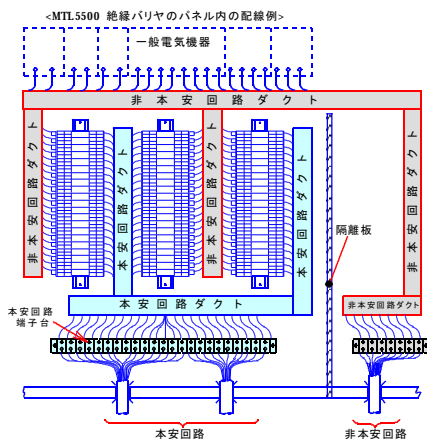 <MTL5500 絶縁バリヤのパネル内の配線例>
一般電気機器
非本安回路ダクト
非本安回路ダクト
本安回路ダクト
非本安回路ダクト
本安回路ダクト
非本安回路ダクト
隔離板
本安回路ダクト
非本安回路ダクト
本安回路
端子台
本安回路
非本安回路